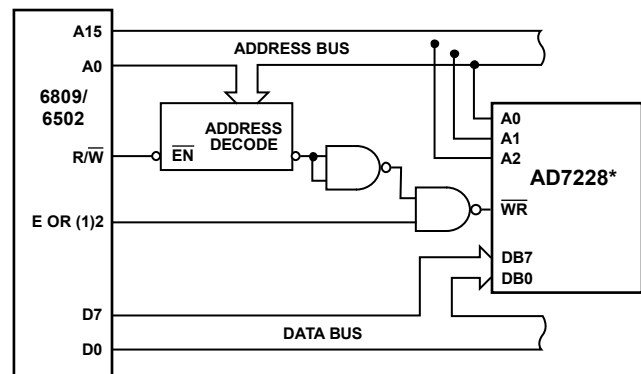 A15
ADDRESS BUS
A0
6809/
6502
A0
ADDRESS
DECODE
A1
EN
A2
R/W
AD7228*
WR
E OR (1)2
DB7
DB0
D7
DATA BUS
D0